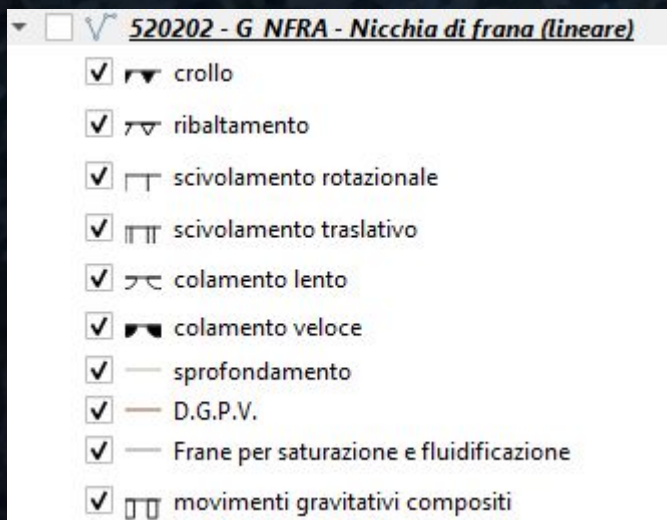 520202 - G_NFRA - Nicchia di frana (lineare)
crollo
ribaltamento
scivolamento rotazionale
scivolamento traslativo
colamento lento
colamento veloce
sprofondamento
D.G.P.V.
Frane per saturazione e fluidificazione
movimenti gravitativi compositi